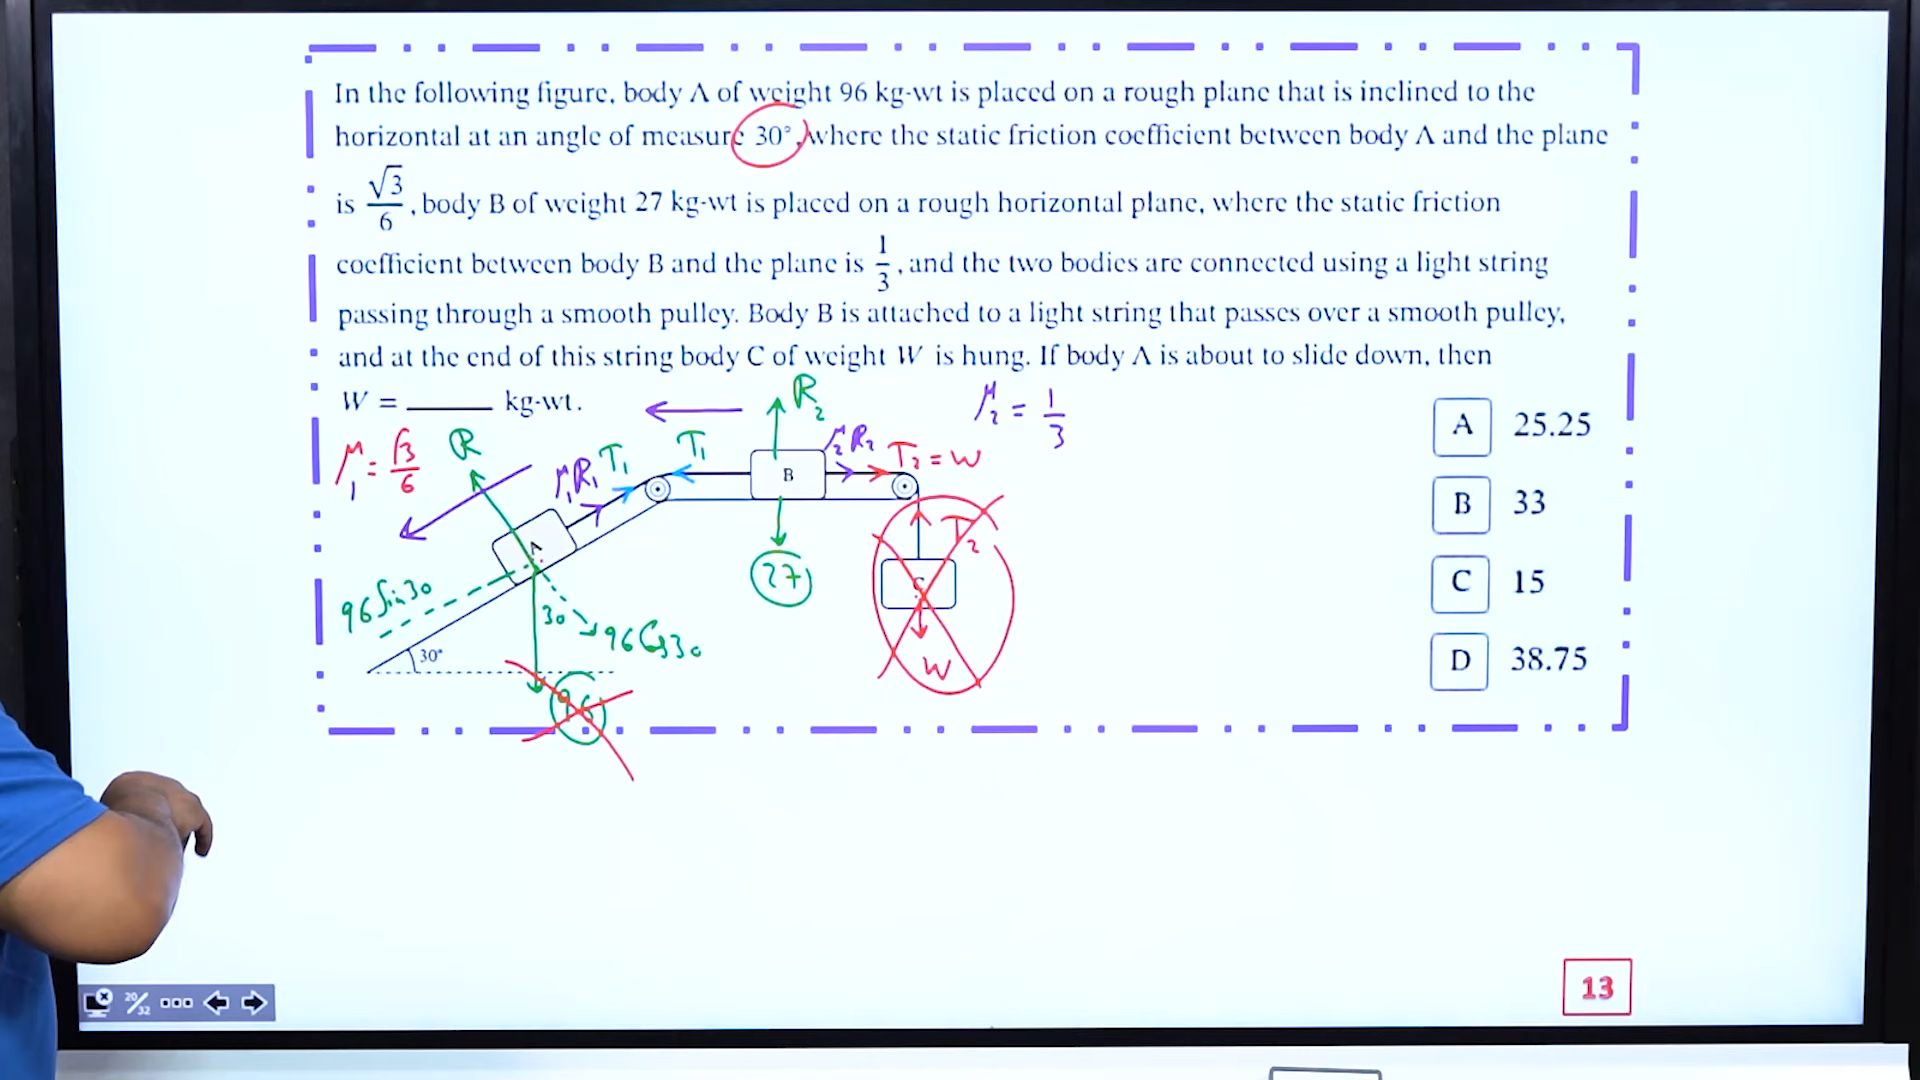 In the following figure, body A of weight 96 kg-wt is placed on a rough plane that is inclined to the
horizontal at an angle of measure 30°, where the static friction coefficient between body A and the plane
is √3/6, body B of weight 27 kg-wt is placed on a rough horizontal plane, where the static friction
coefficient between body B and the plane is 1/3, and the two bodies are connected using a light string
passing through a smooth pulley. Body B is attached to a light string that passes over a smooth pulley,
and at the end of this string body C of weight W is hung. If body A is about to slide down, then
W = ______ kg-wt.
μ₁ = √3/6
R
μ₁R₁
T₁
T₁
R₂
μ₂R₂
T₂ = W
μ₂ = 1/3
A
B
C
T₂
W
27
96 Sin30
30
96 Cos30
30°
96
A 25.25
B 33
C 15
D 38.75
20/32
13